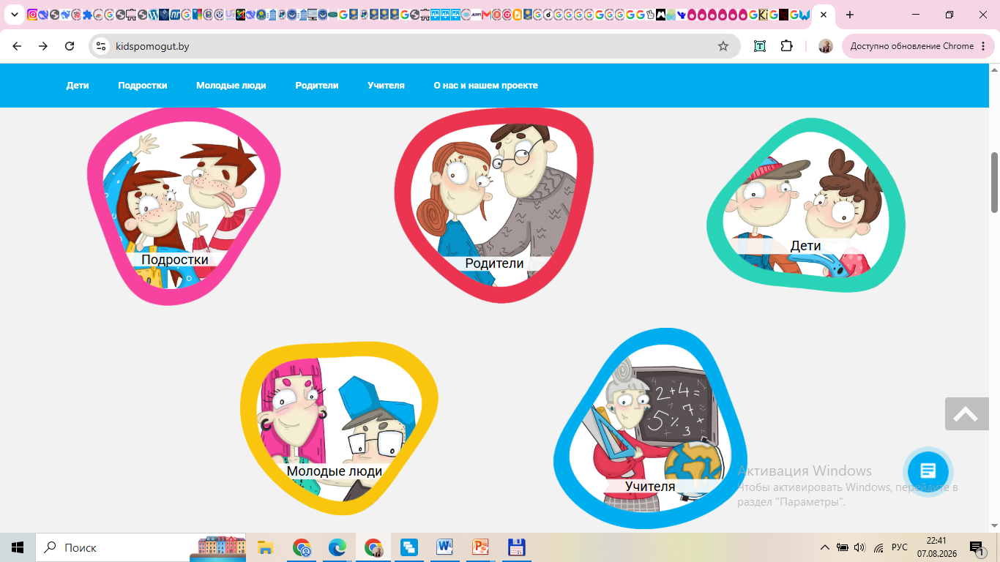 kidspomogut.by
Доступно обновление Chrome
Дети
Подростки
Молодые люди
Родители
Учителя
О нас и нашем проекте
Подростки
Родители
Дети
2+4=
5%
7
+
3
Молодые люди
Учителя
Активация Windows
Чтобы активировать Windows, перейдите в
раздел "Параметры".
Поиск
РУС
22:41
07.08.2026
1